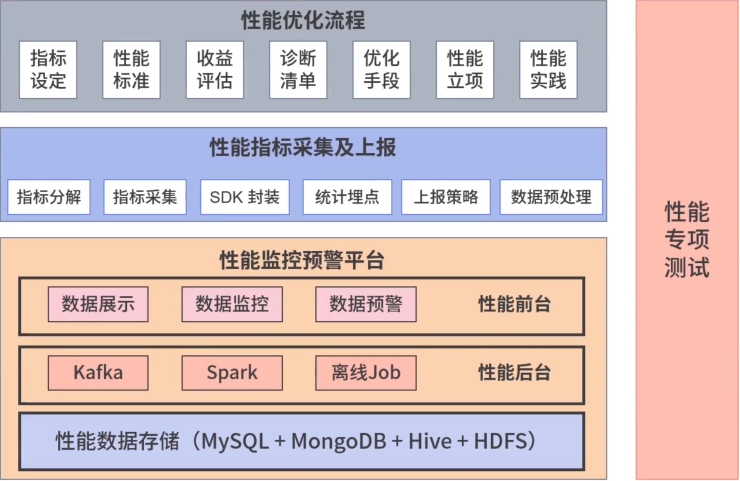 性能优化流程
指标
设定
性能
标准
收益
评估
诊断
清单
优化
手段
性能
立项
性能
实践
性能指标采集及上报
指标分解
指标采集
SDK 封装
统计埋点
上报策略
数据预处理
性能监控预警平台
数据展示
数据监控
数据预警
性能前台
Kafka
Spark
离线Job
性能后台
性能数据存储（MySQL + MongoDB + Hive + HDFS）
性能
专项
测试